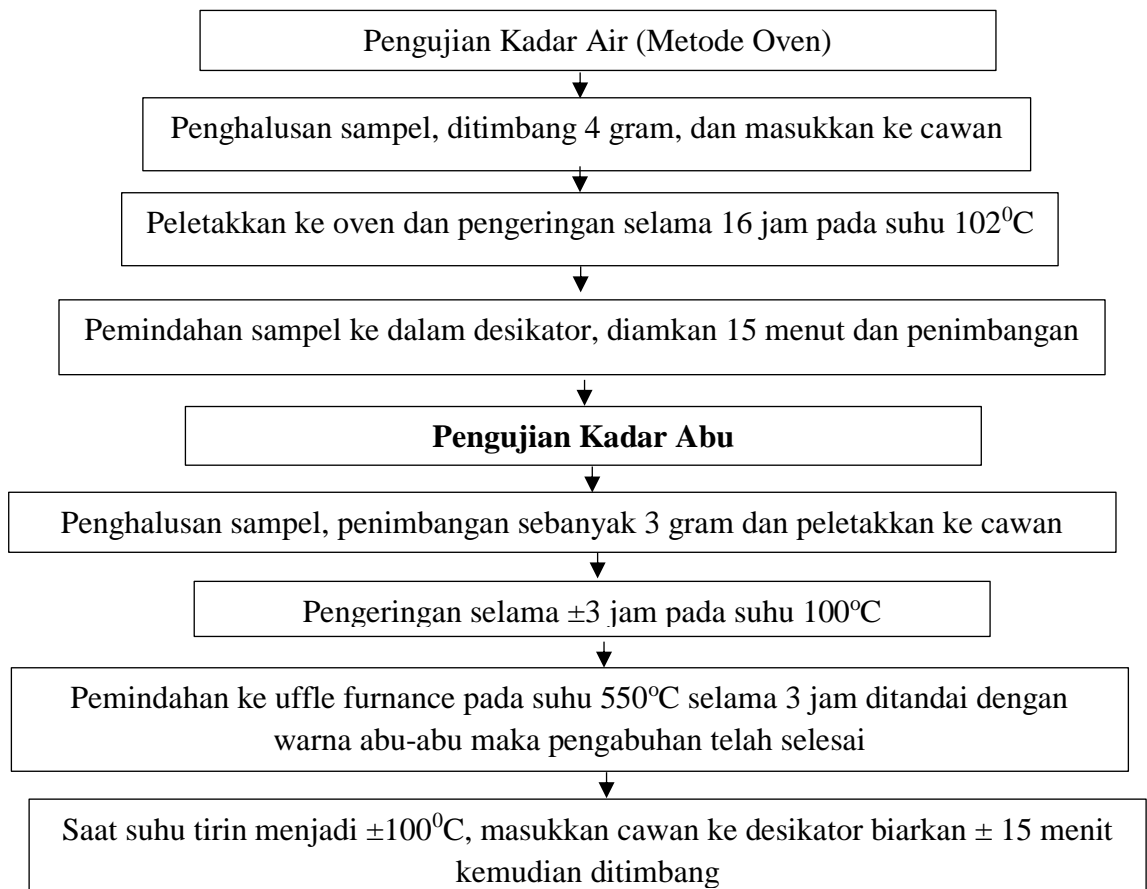 Pengujian Kadar Air (Metode Oven)
Penghalusan sampel, ditimbang 4 gram, dan masukkan ke cawan
Peletakkan ke oven dan pengeringan selama 16 jam pada suhu 102⁰C
Pemindahan sampel ke dalam desikator, diamkan 15 menut dan penimbangan
Pengujian Kadar Abu
Penghalusan sampel, penimbangan sebanyak 3 gram dan peletakkan ke cawan
Pengeringan selama ±3 jam pada suhu 100°C
Pemindahan ke uffle furnance pada suhu 550°C selama 3 jam ditandai dengan
warna abu-abu maka pengabuhan telah selesai
Saat suhu tirin menjadi ±100⁰C, masukkan cawan ke desikator biarkan ± 15 menit
kemudian ditimbang